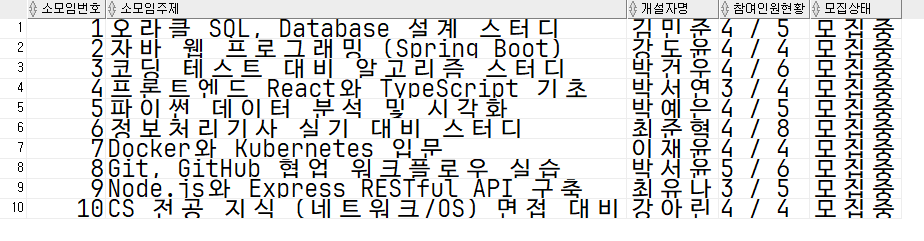 소모임번호 소모임주제 개설자명 참여인원현황 모집상태
1 1 오라클 SQL, Database 설계 스터디 김민준 4 / 5 모집중
2 2 자바 웹 프로그래밍 (Spring Boot) 강도윤 4 / 4 모집중
3 3 코딩 테스트 대비 알고리즘 스터디 박건우 4 / 6 모집중
4 4 프론트엔드 React와 TypeScript 기초 박서연 3 / 4 모집중
5 5 파이썬 데이터 분석 및 시각화 박예은 4 / 5 모집중
6 6 정보처리기사 실기 대비 스터디 최준혁 4 / 8 모집중
7 7 Docker와 Kubernetes 입문 이재윤 4 / 4 모집중
8 8 Git, GitHub 협업 워크플로우 실습 박서윤 5 / 6 모집중
9 9 Node.js와 Express RESTful API 구축 최유나 3 / 5 모집중
10 10 CS 전공 지식 (네트워크/OS) 면접 대비 강아린 4 / 4 모집중